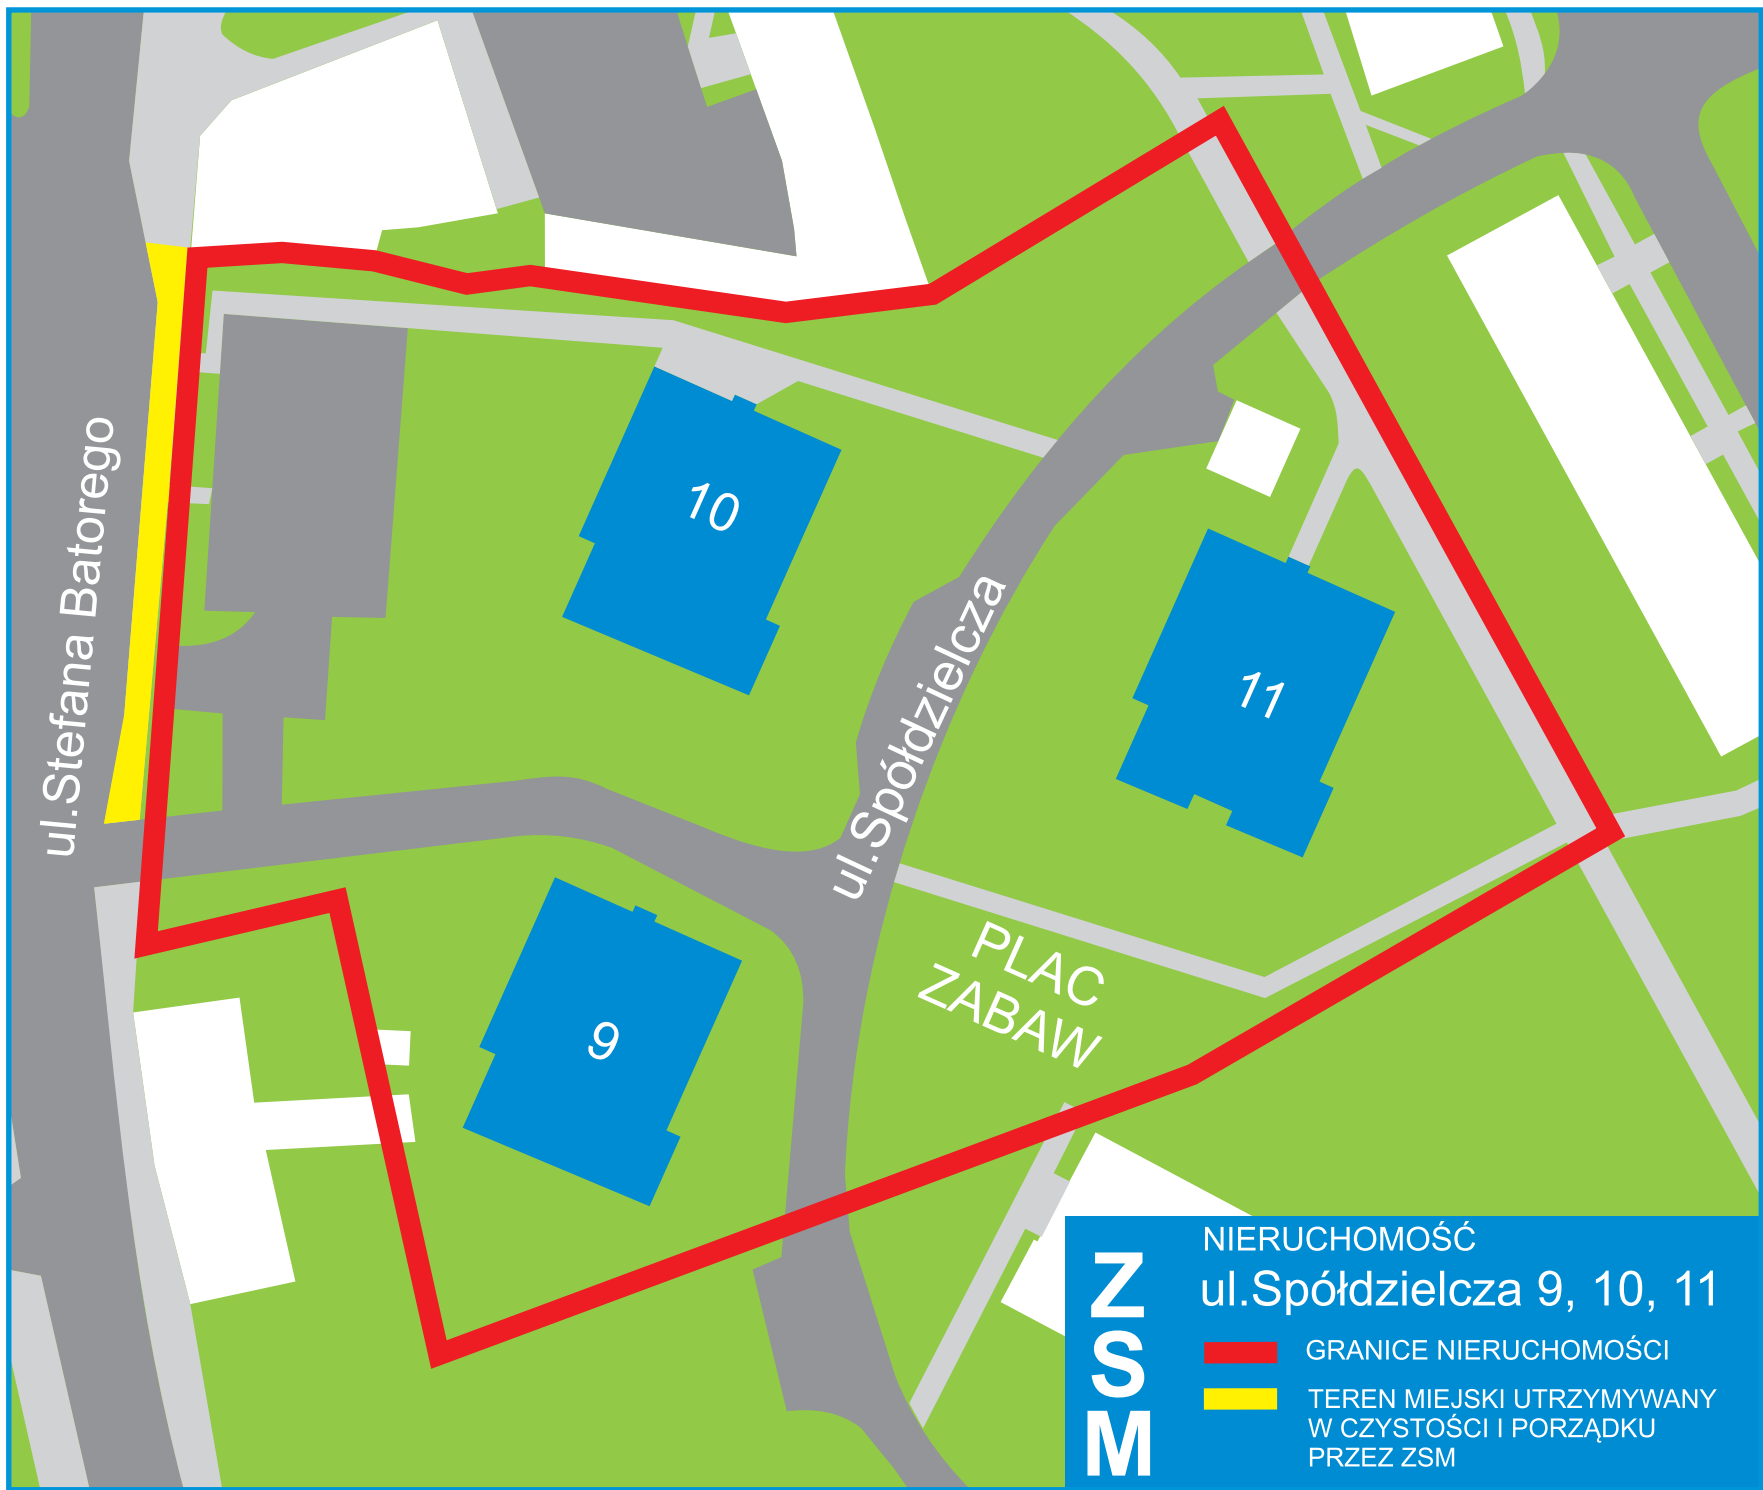 ul.Stefana Batorego
10
11
ul.Spółdzielcza
9
PLAC
ZABAW
ZSM
NIERUCHOMOŚĆ
ul.Spółdzielcza 9, 10, 11
GRANICE NIERUCHOMOŚCI
TEREN MIEJSKI UTRZYMYWANY
W CZYSTOŚCI I PORZĄDKU
PRZEZ ZSM